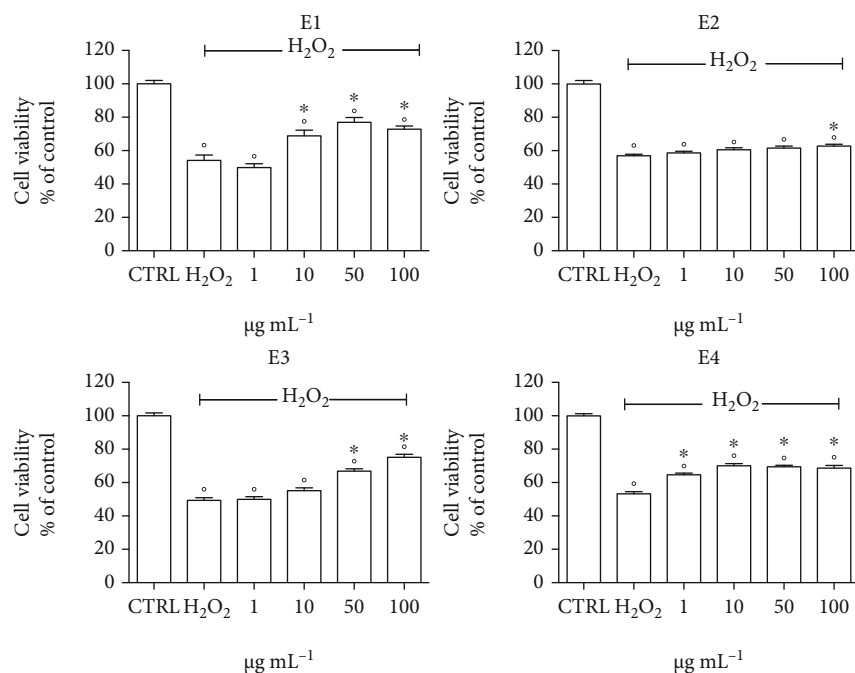 E1
H₂O₂
120
100
80
60
40
20
0
Cell viability
% of control
* * *
° ° ° ° °
CTRL H₂O₂ 1 10 50 100
µg mL⁻¹
E2
H₂O₂
120
100
80
60
40
20
0
Cell viability
% of control
*
° ° ° ° °
CTRL H₂O₂ 1 10 50 100
µg mL⁻¹
E3
H₂O₂
120
100
80
60
40
20
0
Cell viability
% of control
* *
° ° ° ° °
CTRL H₂O₂ 1 10 50 100
µg mL⁻¹
E4
H₂O₂
120
100
80
60
40
20
0
Cell viability
% of control
* * * *
° ° ° ° °
CTRL H₂O₂ 1 10 50 100
µg mL⁻¹